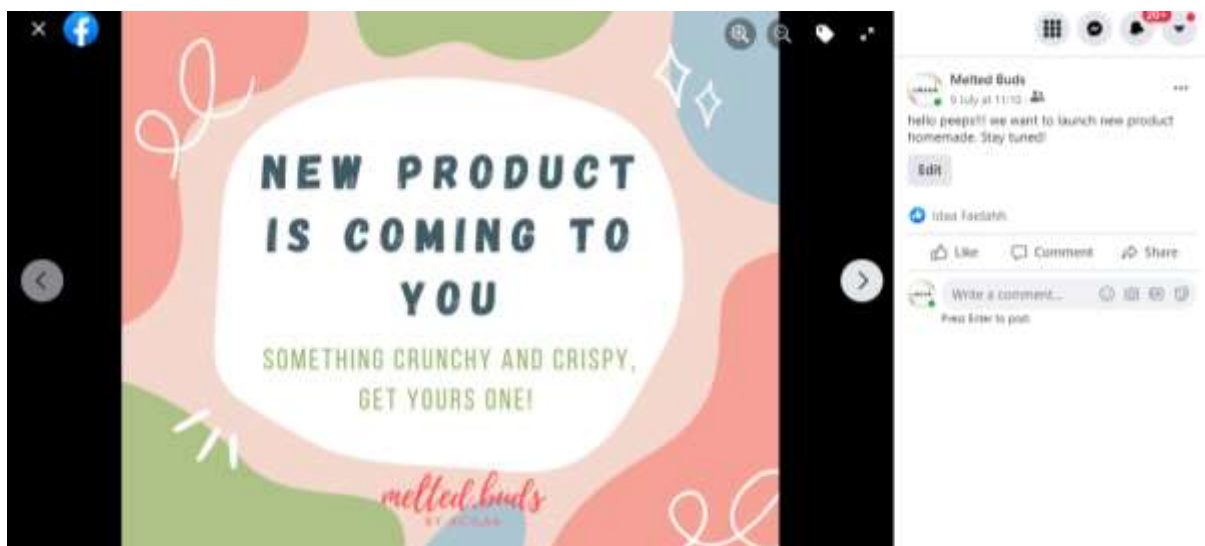 NEW PRODUCT
IS COMING TO
YOU
SOMETHING CRUNCHY AND CRISPY,
GET YOURS ONE!
melted.buds
20+
Melted Buds
9 July at 11:10
hello peeps!!! we want to launch new product
homemade. Stay tuned!
Edit
Like
Comment
Share
Write a comment...
Press Enter to post.